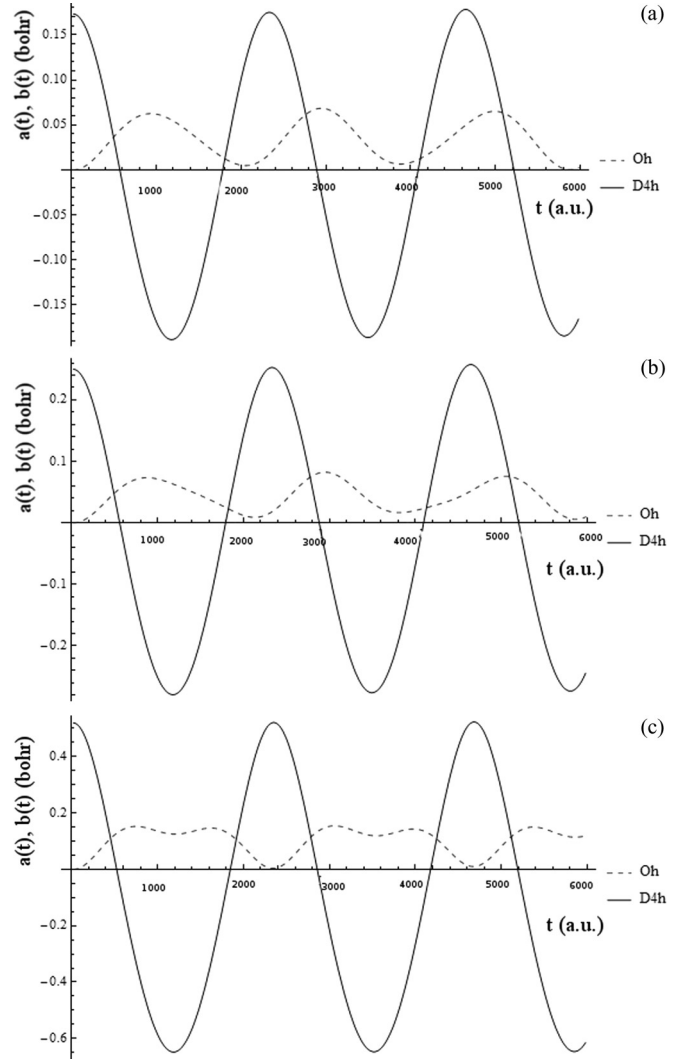 (a)
a(t), b(t) (bohr)
0.15
0.10
0.05
1000 2000 3000 4000 5000 6000
Oh
D4h
t (a.u.)
−0.05
−0.10
−0.15
(b)
a(t), b(t) (bohr)
0.2
0.1
1000 2000 3000 4000 5000 6000
Oh
D4h
t (a.u.)
−0.1
−0.2
(c)
a(t), b(t) (bohr)
0.4
0.2
1000 2000 3000 4000 5000 6000
Oh
D4h
t (a.u.)
−0.2
−0.4
−0.6